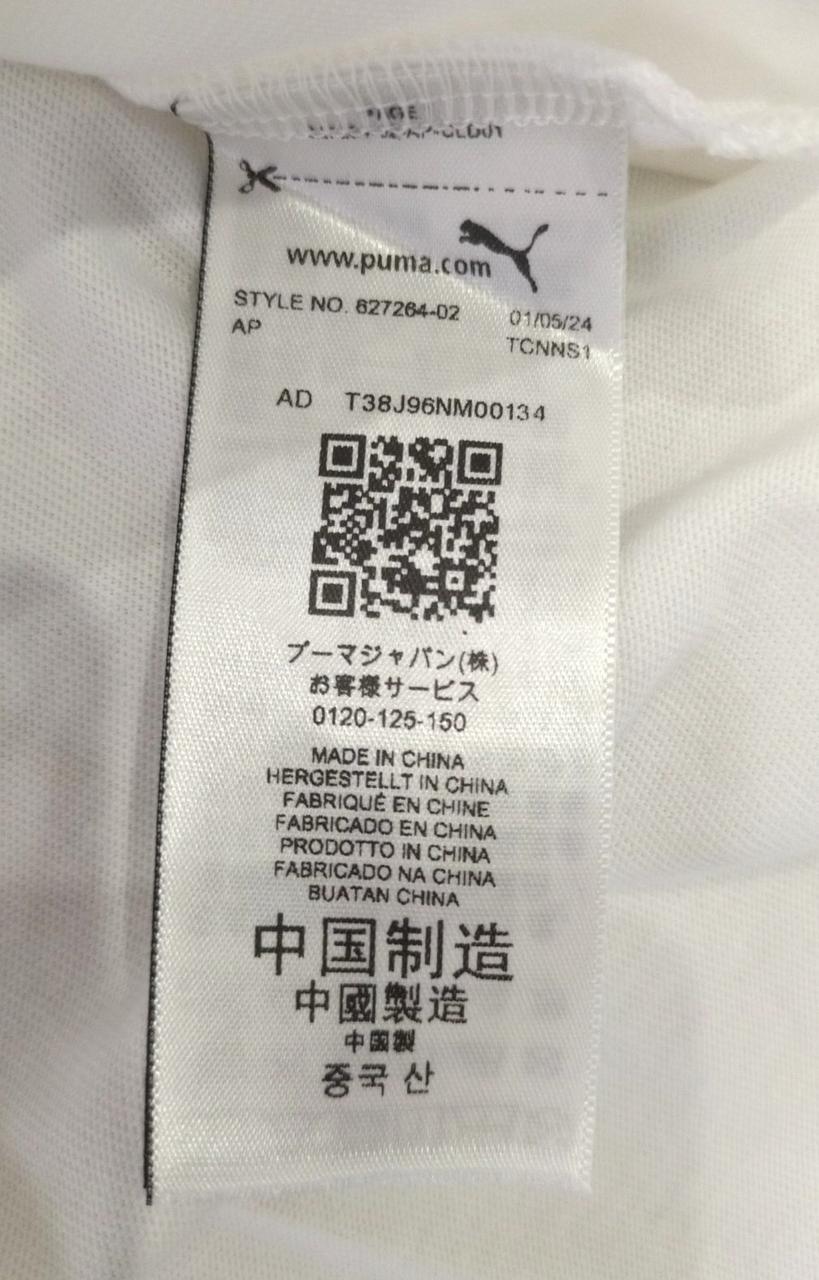 www.puma.com
STYLE NO. 627264-02 01/05/24
AP TCNNS1
AD T38J96NM00134
プーマジャパン(株)
お客様サービス
0120-125-150
MADE IN CHINA
HERGESTELLT IN CHINA
FABRIQUÉ EN CHINE
FABRICADO EN CHINA
PRODOTTO IN CHINA
FABRICADO NA CHINA
BUATAN CHINA
中国制造
中國製造
中国製
중국 산